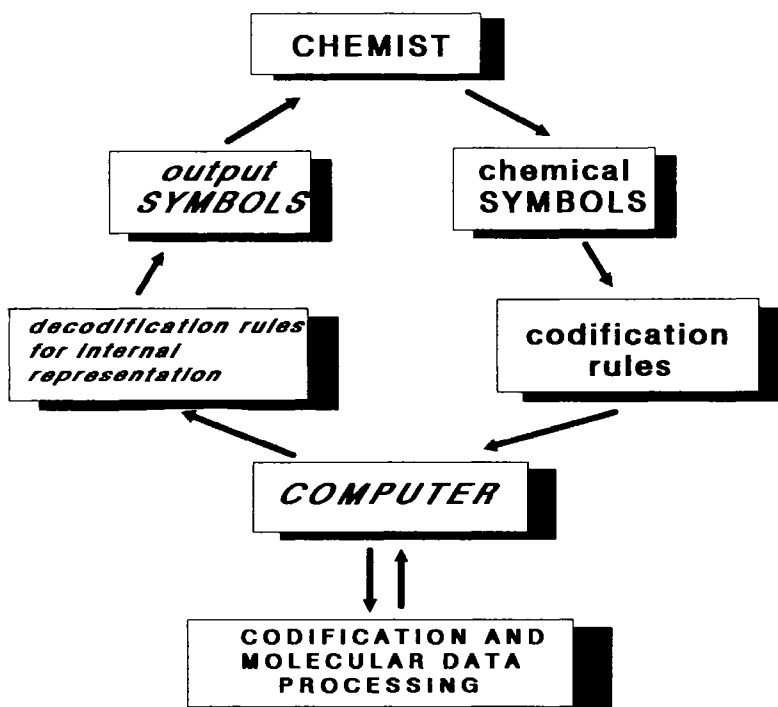 CHEMIST
output
SYMBOLS
chemical
SYMBOLS
decodification rules
for internal
representation
codification
rules
COMPUTER
CODIFICATION AND
MOLECULAR DATA
PROCESSING